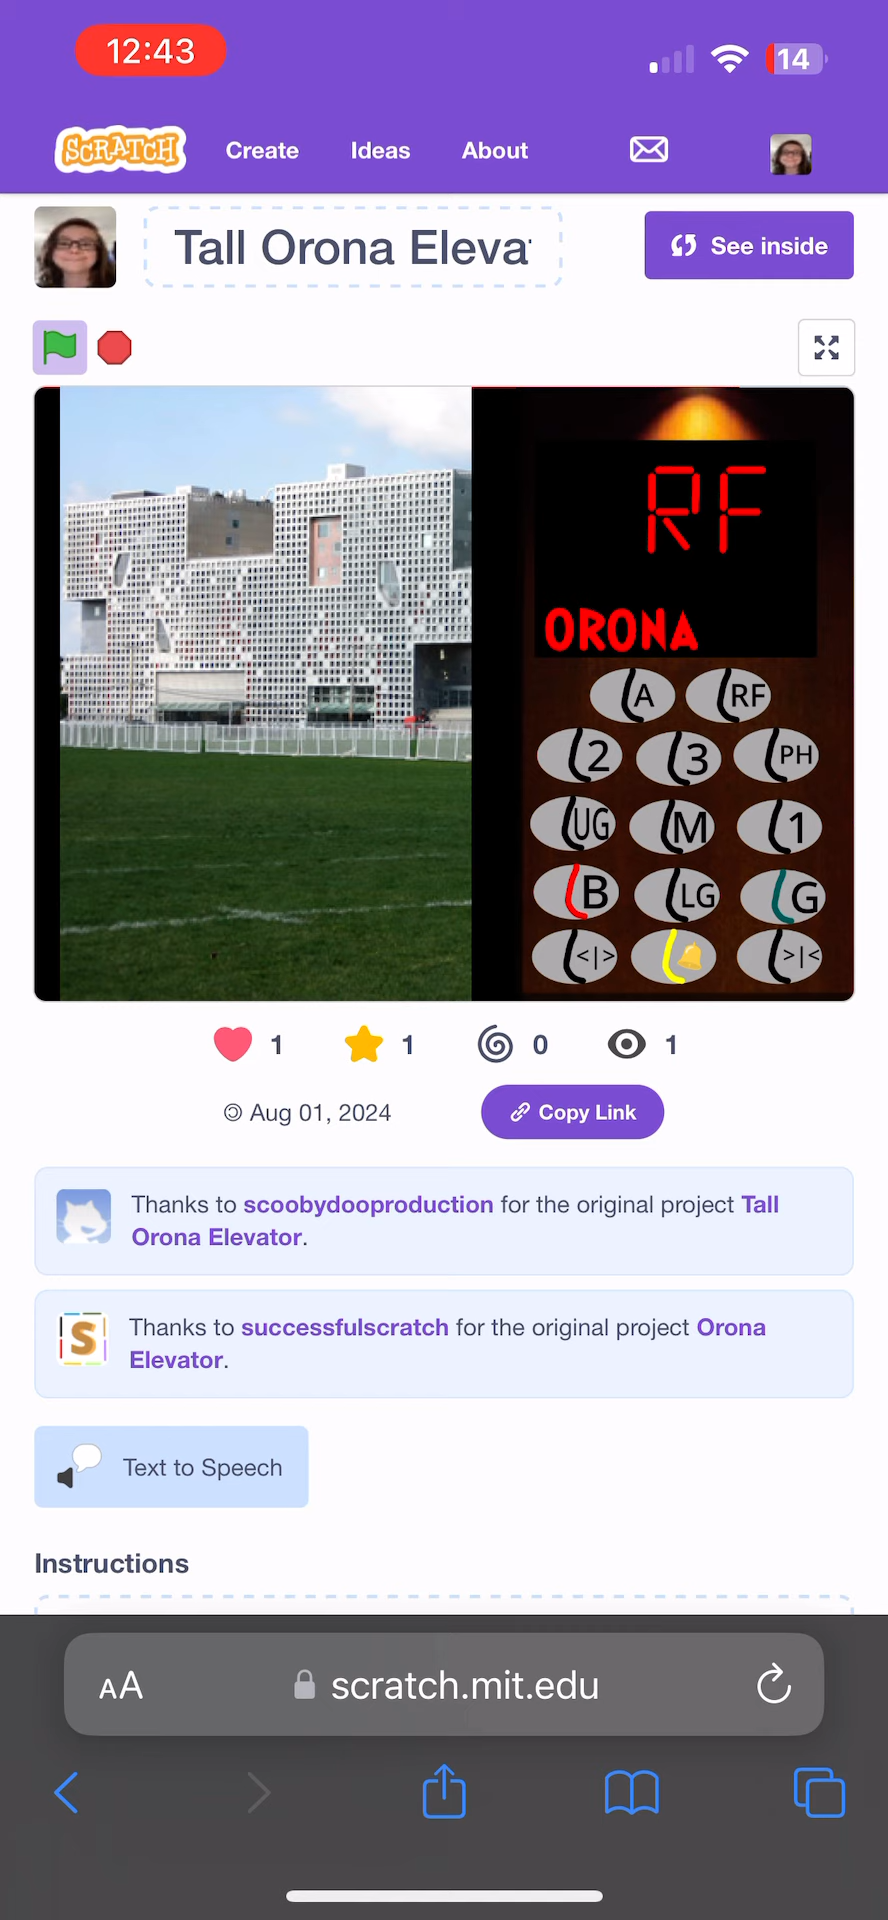 12:43
14
SCRATCH
Create
Ideas
About
Tall Orona Eleva
See inside
RF
ORONA
A
RF
2
3
PH
UG
M
1
B
LG
G
<|>
>|<
1
1
0
1
Aug 01, 2024
Copy Link
Thanks to scoobydooproduction for the original project Tall
Orona Elevator.
S
Thanks to successfulscratch for the original project Orona
Elevator.
Text to Speech
Instructions
AA
scratch.mit.edu